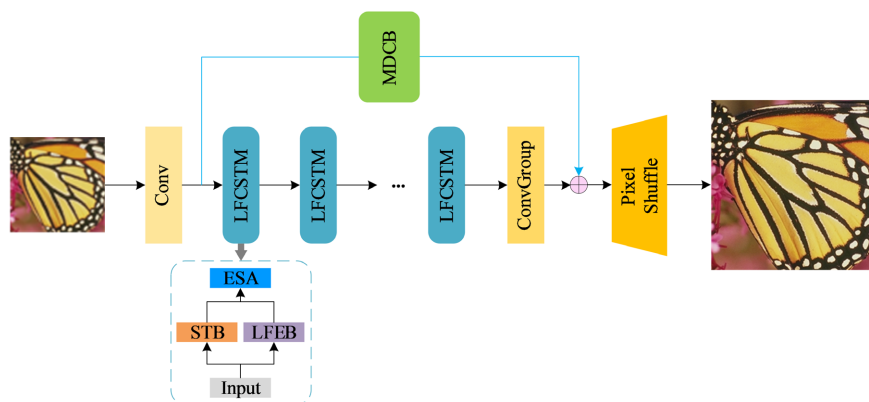 MDCB
Conv
LFCSTM
LFCSTM
...
LFCSTM
ConvGroup
Pixel
Shuffle
ESA
STB
LFEB
Input